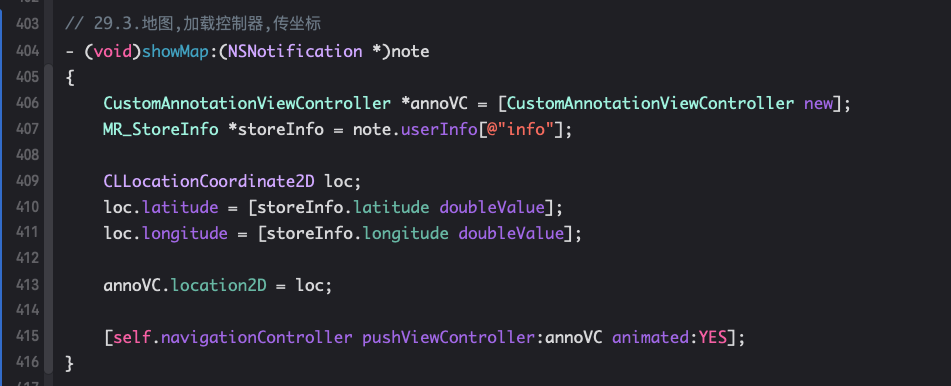 403 // 29.3.地图,加载控制器,传坐标
404 - (void)showMap:(NSNotification *)note
405 {
406 CustomAnnotationViewController *annoVC = [CustomAnnotationViewController new];
407 MR_StoreInfo *storeInfo = note.userInfo[@"info"];
408
409 CLLocationCoordinate2D loc;
410 loc.latitude = [storeInfo.latitude doubleValue];
411 loc.longitude = [storeInfo.longitude doubleValue];
412
413 annoVC.location2D = loc;
414
415 [self.navigationController pushViewController:annoVC animated:YES];
416 }